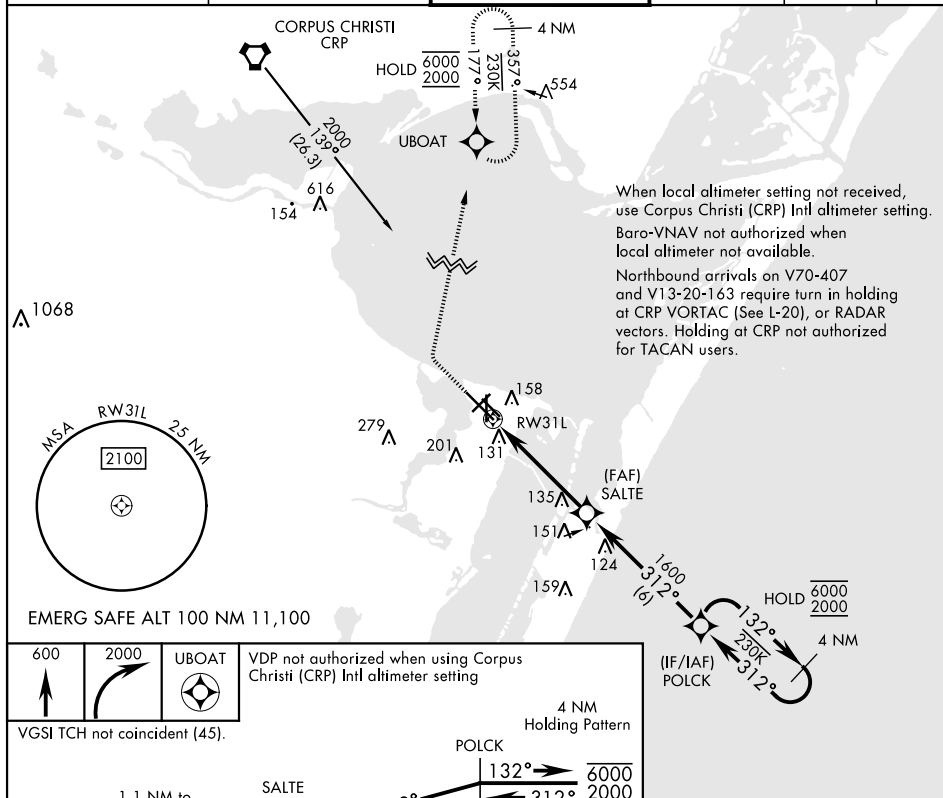 CORPUS CHRISTI
CRP
4 NM
HOLD 6000
2000
177°
230K
357°
554
UBOAT
2000
139°
(26.3)
616
154
When local altimeter setting not received,
use Corpus Christi (CRP) Intl altimeter setting.
Baro-VNAV not authorized when
local altimeter not available.
Northbound arrivals on V70-407
and V13-20-163 require turn in holding
at CRP VORTAC (See L-20), or RADAR
vectors. Holding at CRP not authorized
for TACAN users.
1068
158
RW31L
279
201
131
MSA RW31L 25 NM
2100
(FAF)
SALTE
135
151
124
159
1600
312°
(6)
HOLD 6000
2000
132°
230K
312°
4 NM
(IF/IAF)
POLCK
EMERG SAFE ALT 100 NM 11,100
600
2000
UBOAT
VDP not authorized when using Corpus
Christi (CRP) Intl altimeter setting
VGSI TCH not coincident (45).
4 NM
Holding Pattern
POLCK
132°
6000
2000
312°
SALTE
1.1 NM to